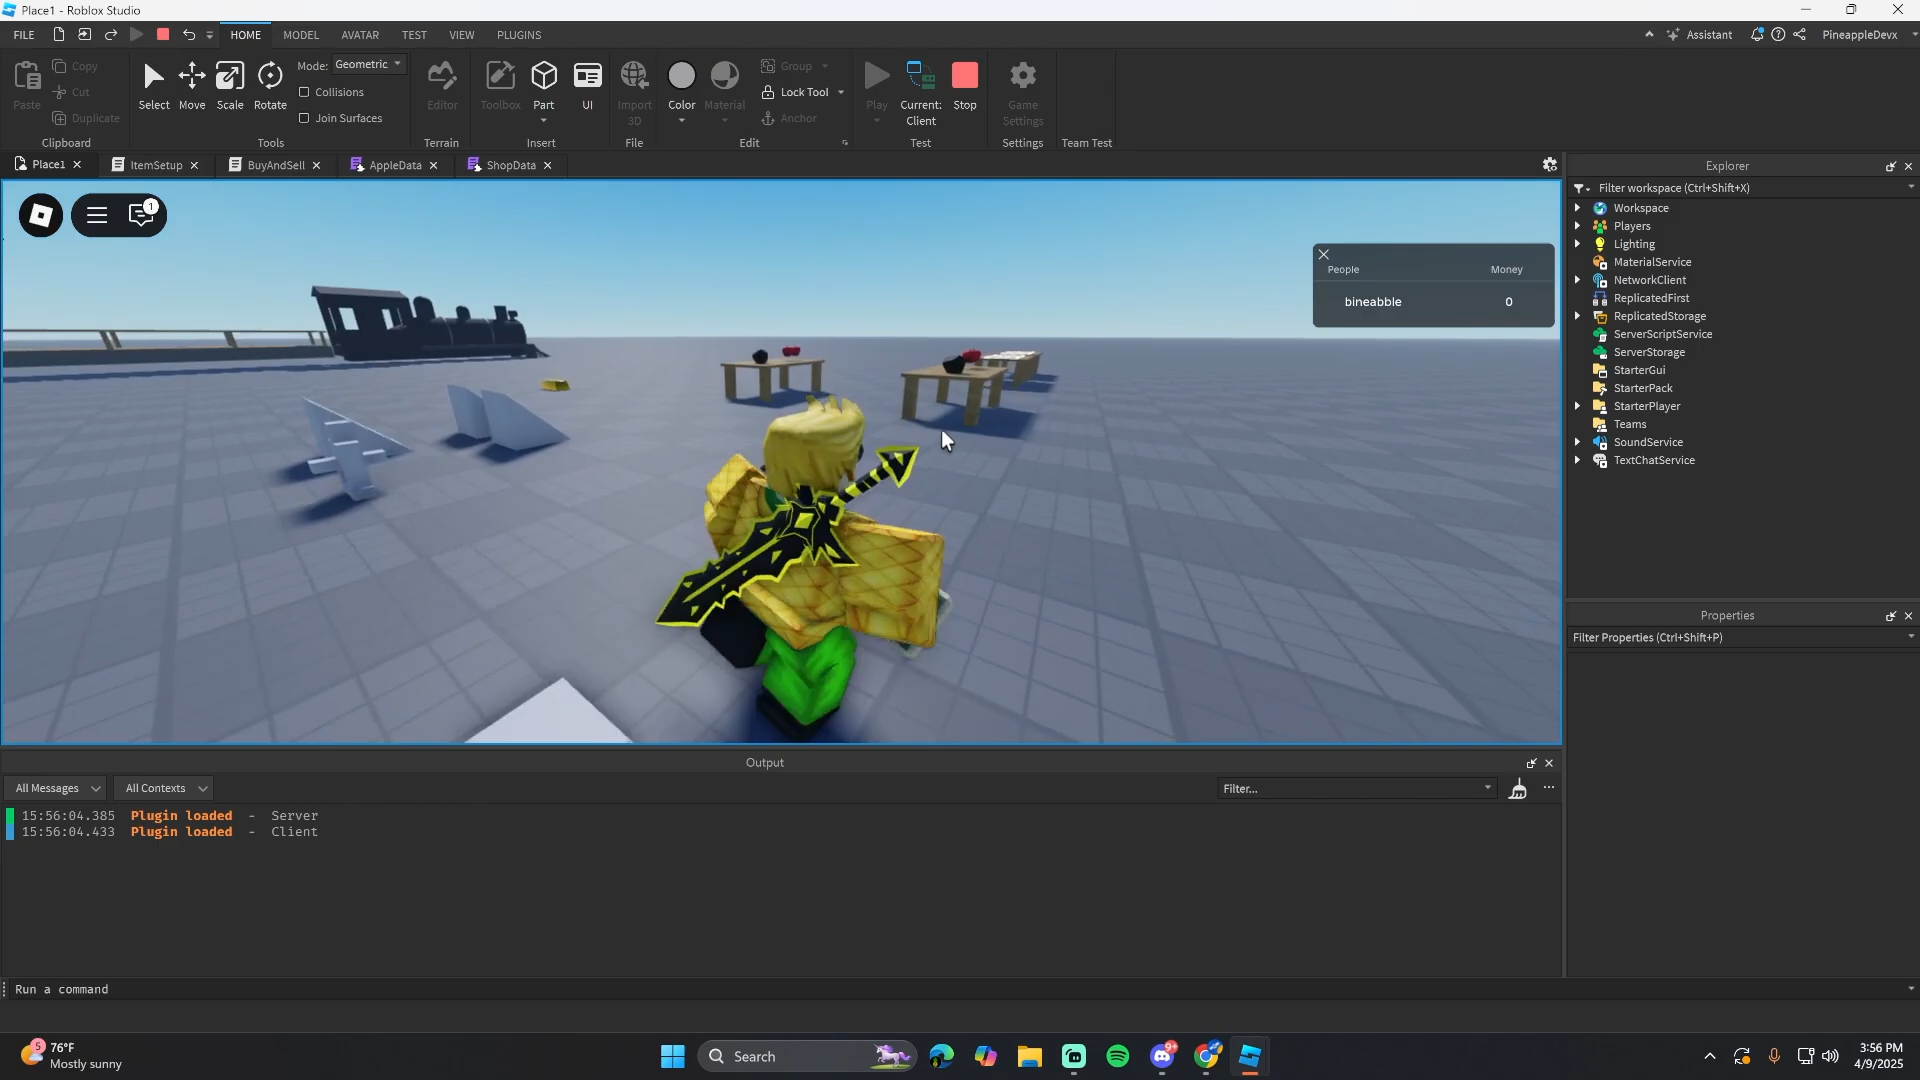 Place1 - Roblox Studio
FILE HOME MODEL AVATAR TEST VIEW PLUGINS Assistant PineappleDevx
Paste Copy Cut Duplicate Clipboard
Select Move Scale Rotate Mode: Geometric Collisions Join Surfaces Tools
Editor Terrain
Toolbox Part UI Insert
Import 3D File
Color Material Group Lock Tool Anchor Edit
Play Current: Client Stop Test
Game Settings Settings
Team Test
Place1 ItemSetup BuyAndSell AppleData ShopData
1
People Money
bineabble 0
Explorer
Filter workspace (Ctrl+Shift+X)
Workspace
Players
Lighting
MaterialService
NetworkClient
ReplicatedFirst
ReplicatedStorage
ServerScriptService
ServerStorage
StarterGui
StarterPack
StarterPlayer
Teams
SoundService
TextChatService
Properties
Filter Properties (Ctrl+Shift+P)
Output
All Messages All Contexts Filter...
15:56:04.385 Plugin loaded - Server
15:56:04.433 Plugin loaded - Client
Run a command
5 76°F
Mostly sunny
Search
9+
3:56 PM
4/9/2025